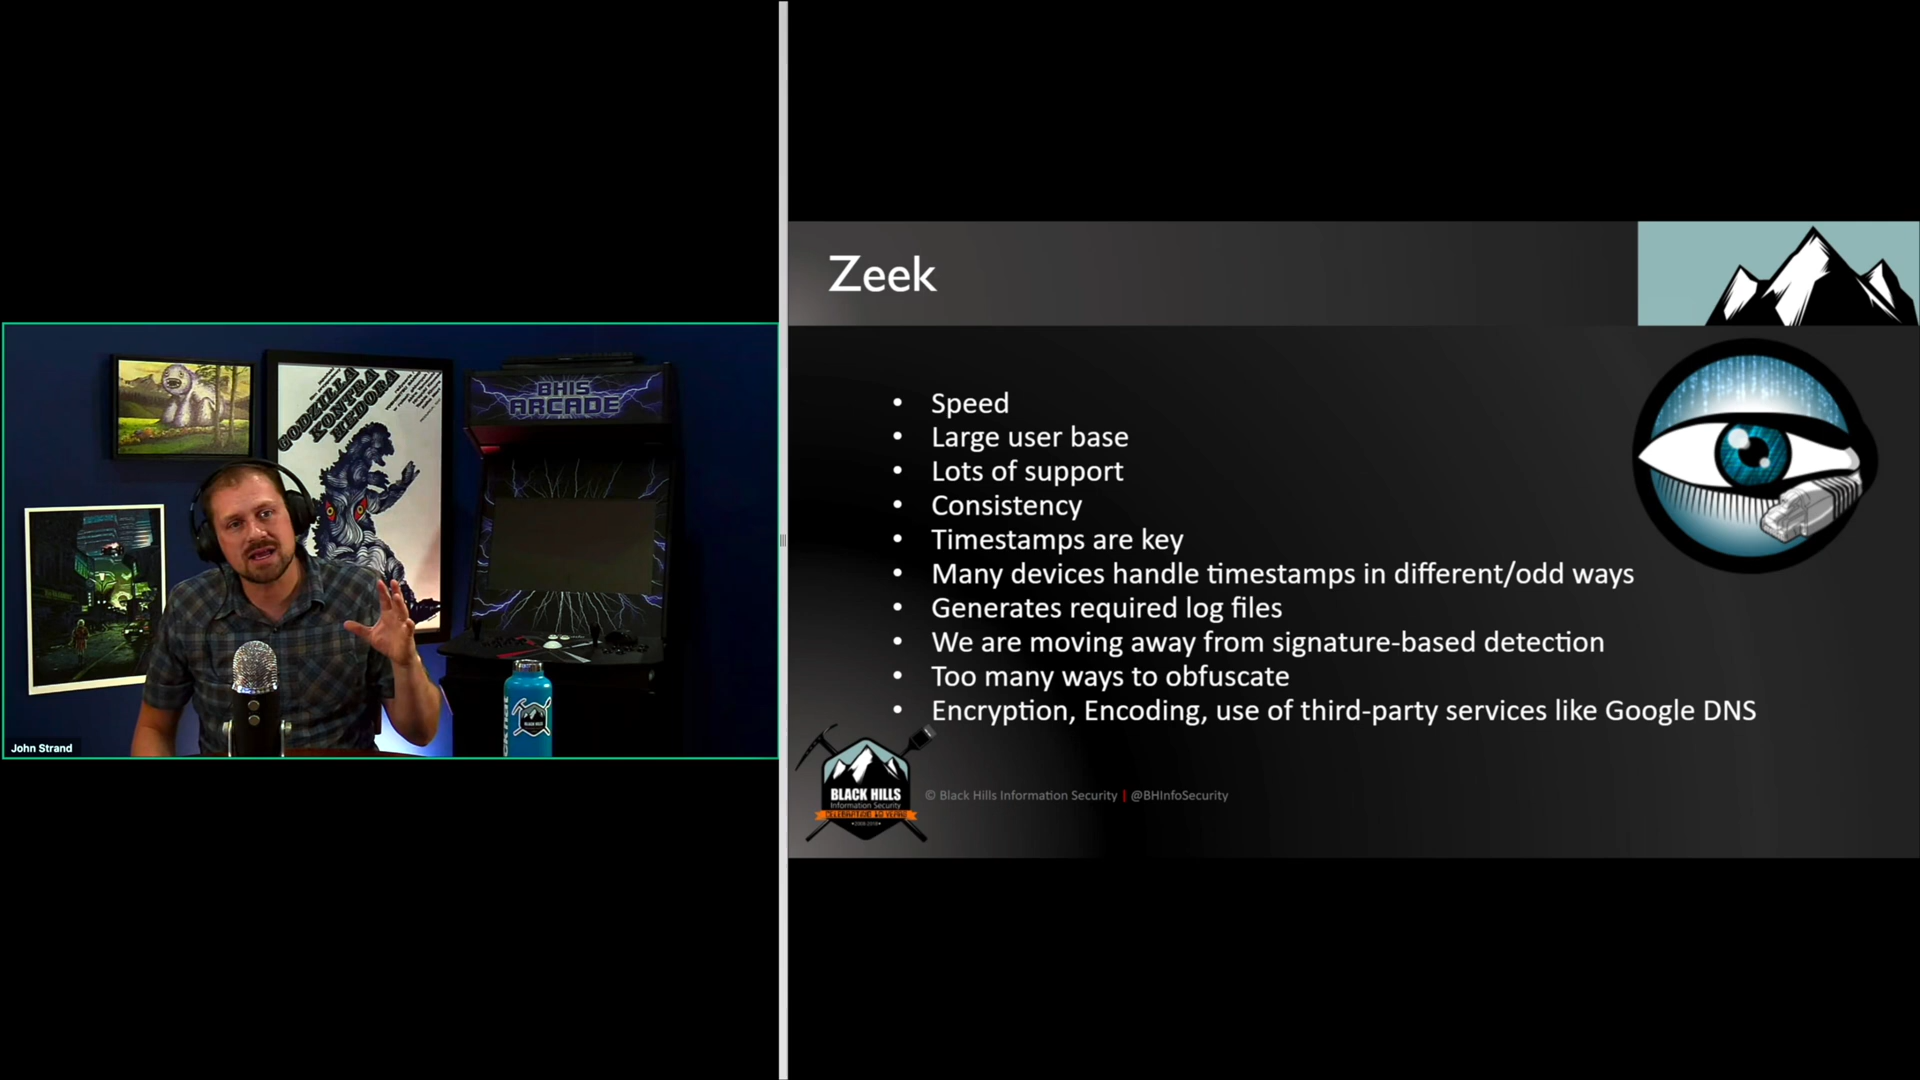 BHIS
ARCADE
GODZILLA
KONTRA
HEDORA
John Strand
Zeek
• Speed
• Large user base
• Lots of support
• Consistency
• Timestamps are key
• Many devices handle timestamps in different/odd ways
• Generates required log files
• We are moving away from signature-based detection
• Too many ways to obfuscate
• Encryption, Encoding, use of third-party services like Google DNS
BLACK HILLS
Information Security
© Black Hills Information Security | @BHInfoSecurity